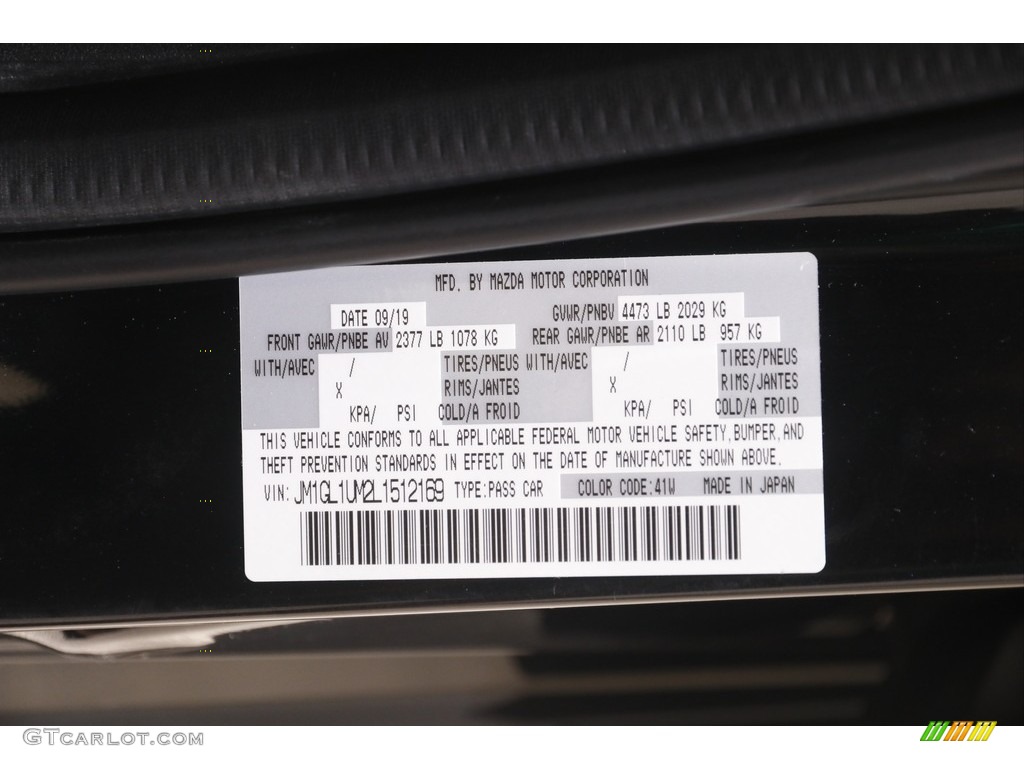 MFD. BY MAZDA MOTOR CORPORATION
DATE 09/19 GVWR/PNBV 4473 LB 2029 KG
FRONT GAWR/PNBE AV 2377 LB 1078 KG REAR GAWR/PNBE AR 2110 LB 957 KG
WITH/AVEC / TIRES/PNEUS WITH/AVEC / TIRES/PNEUS
X RIMS/JANTES X RIMS/JANTES
KPA/ PSI COLD/A FROID KPA/ PSI COLD/A FROID
THIS VEHICLE CONFORMS TO ALL APPLICABLE FEDERAL MOTOR VEHICLE SAFETY, BUMPER, AND
THEFT PREVENTION STANDARDS IN EFFECT ON THE DATE OF MANUFACTURE SHOWN ABOVE.
VIN: JM1GL1UM2L1512169 TYPE:PASS CAR COLOR CODE:41W MADE IN JAPAN
GTCARLOT.COM